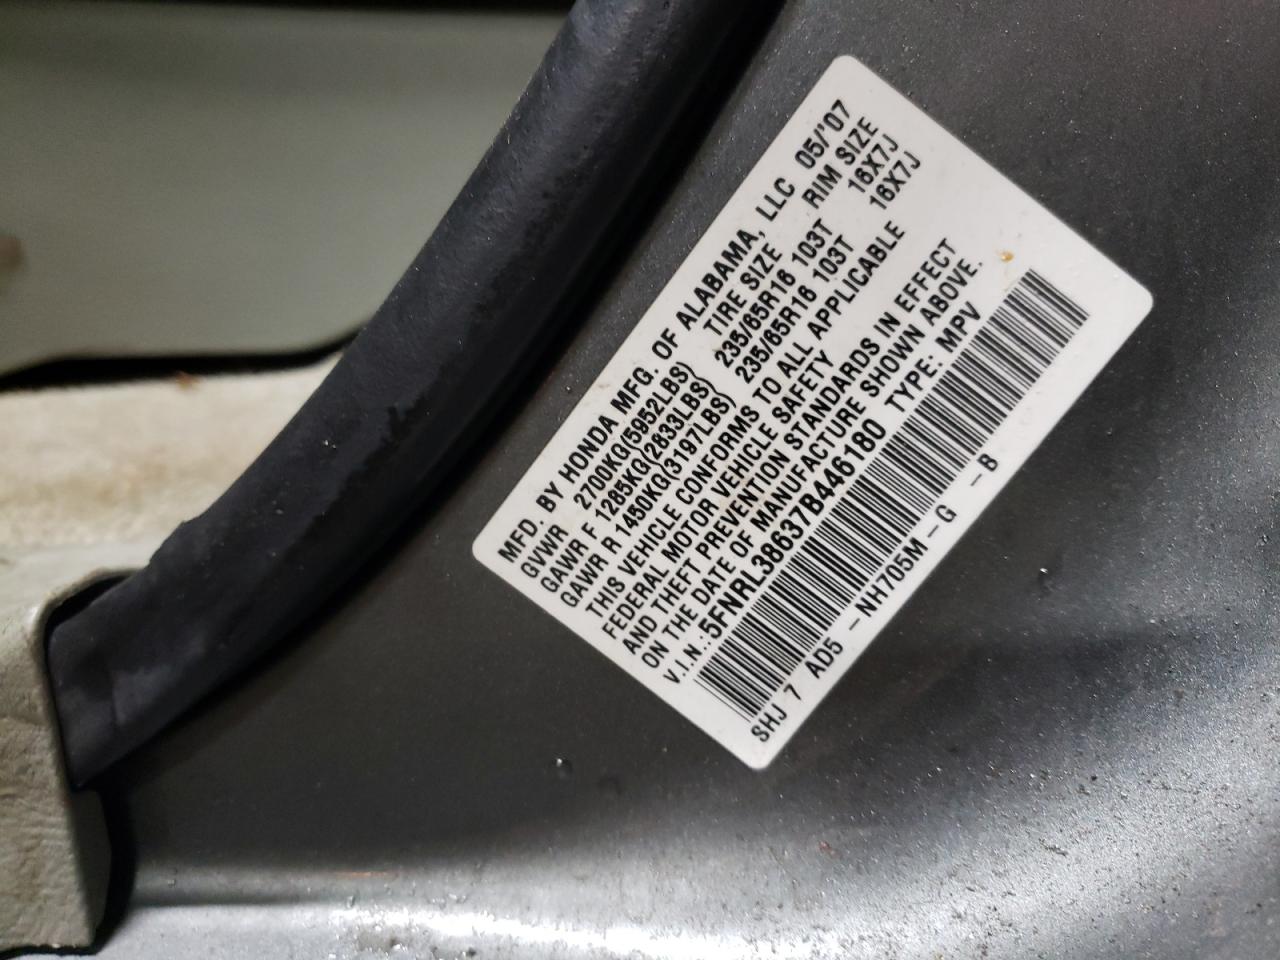 MFD. BY HONDA MFG. OF ALABAMA, LLC 05/'07
GVWR 2700KG(5952LBS) TIRE SIZE RIM SIZE
GAWR F 1285KG(2833LBS) 235/65R16 103T 16X7J
GAWR R 1450KG(3197LBS) 235/65R16 103T 16X7J
THIS VEHICLE CONFORMS TO ALL APPLICABLE
FEDERAL MOTOR VEHICLE SAFETY
AND THEFT PREVENTION STANDARDS IN EFFECT
ON THE DATE OF MANUFACTURE SHOWN ABOVE.
V.I.N.:5FNRL38637B446180 TYPE: MPV
SHJ 7 AD5 -NH705M-G -B